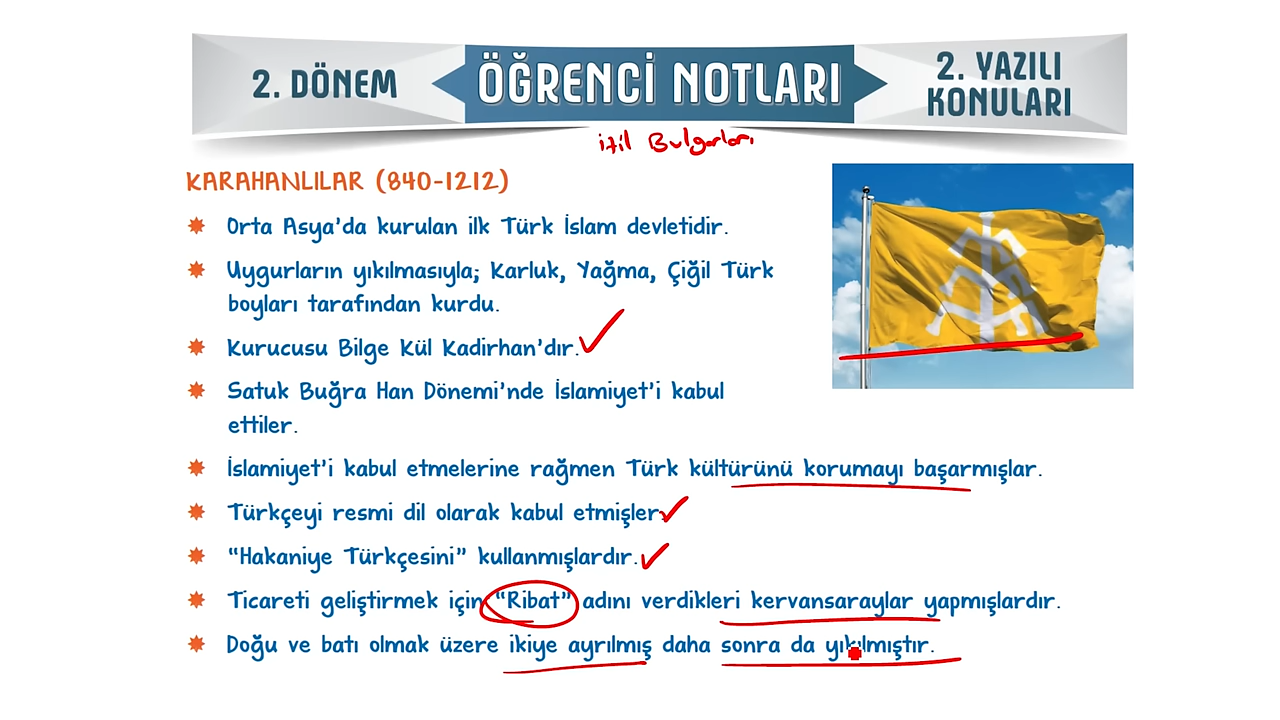 2. DÖNEM
ÖĞRENCİ NOTLARI
2. YAZILI
KONULARI
itil Bulgarları
KARAHANLILAR (840-1212)
Orta Asya'da kurulan ilk Türk İslam devletidir.
Uygurların yıkılmasıyla; Karluk, Yağma, Çiğil Türk
boyları tarafından kurdu.
Kurucusu Bilge Kül Kadirhan'dır.
Satuk Buğra Han Dönemi'nde İslamiyet'i kabul
ettiler.
İslamiyet'i kabul etmelerine rağmen Türk kültürünü korumayı başarmışlar.
Türkçeyi resmi dil olarak kabul etmişler.
“Hakaniye Türkçesini” kullanmışlardır.
Ticareti geliştirmek için “Ribat” adını verdikleri kervansaraylar yapmışlardır.
Doğu ve batı olmak üzere ikiye ayrılmış daha sonra da yıkılmıştır.